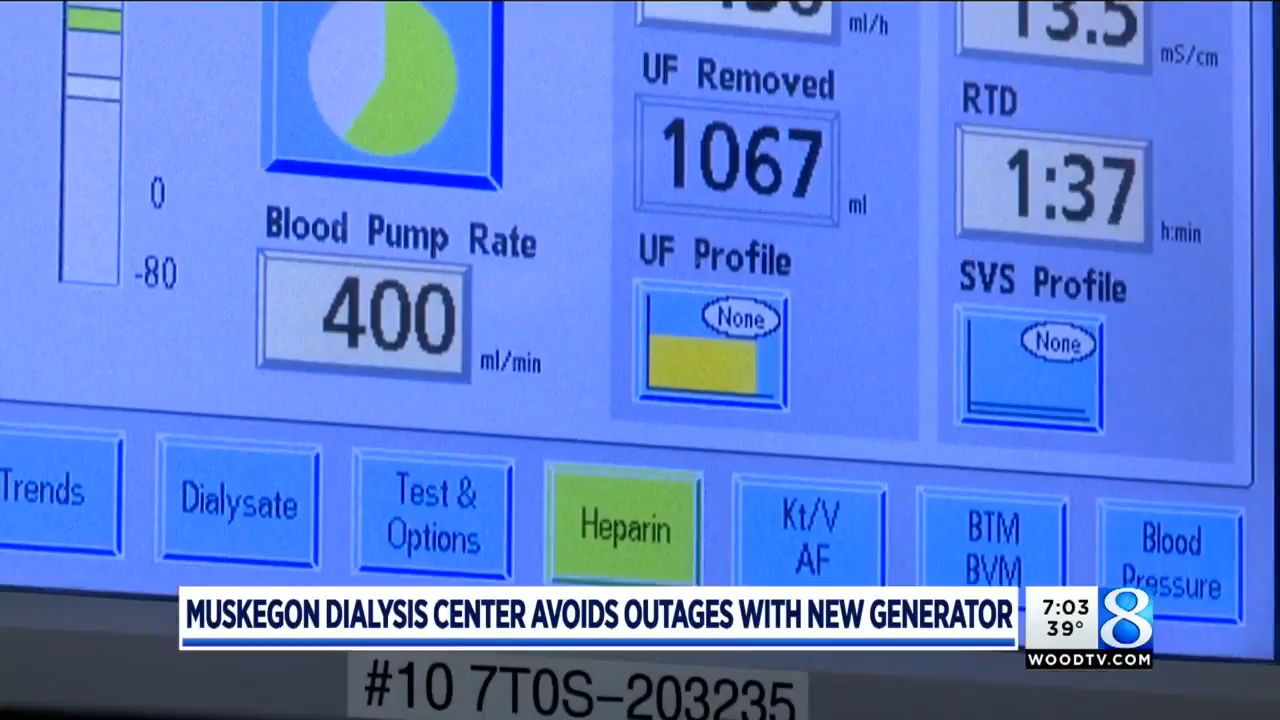 ml/h
13.5
mS/cm
UF Removed
1067
ml
RTD
1:37
h:min
0
-80
Blood Pump Rate
400
ml/min
UF Profile
None
SVS Profile
None
Trends
Dialysate
Test &
Options
Heparin
Kt/V
AF
BTM
BVM
Blood
Pressure
MUSKEGON DIALYSIS CENTER AVOIDS OUTAGES WITH NEW GENERATOR
7:03
39°
8
WOODTV.COM
#10 7T0S-203235